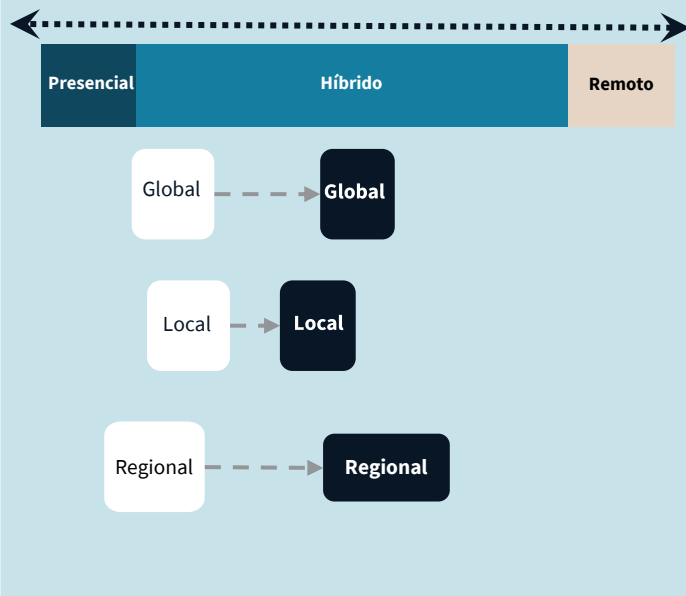 Presencial
Híbrido
Remoto
Global
Global
Local
Local
Regional
Regional